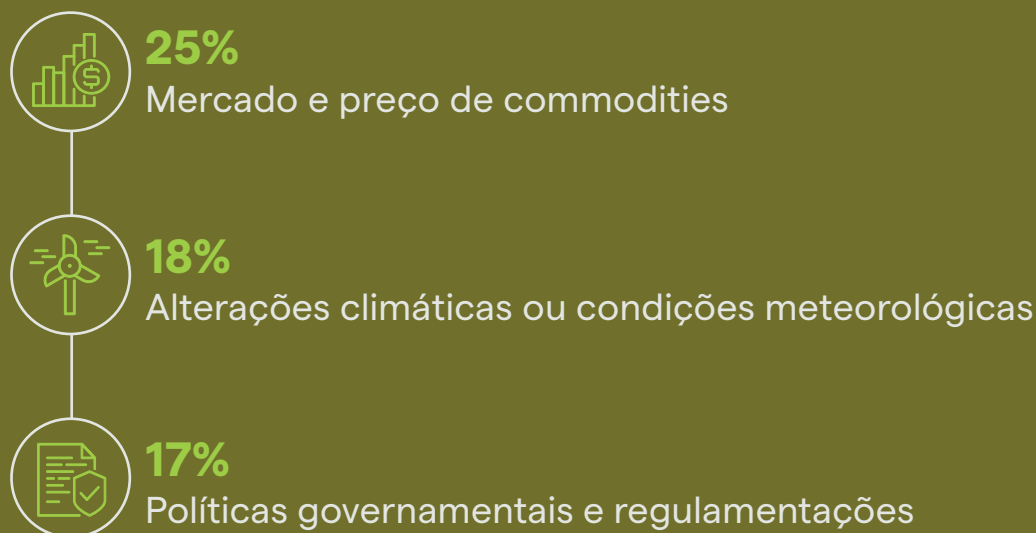 25%
Mercado e preço de commodities
18%
Alterações climáticas ou condições meteorológicas
17%
Políticas governamentais e regulamentações